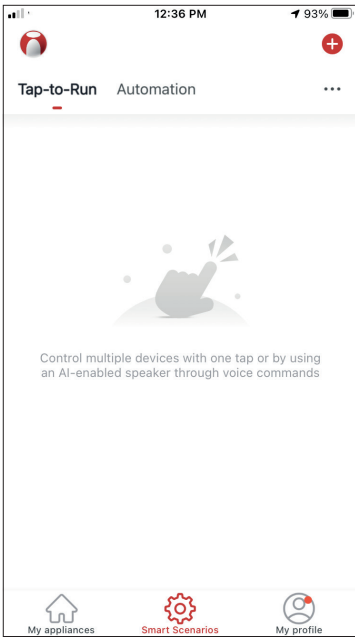 12:36 PM 93%
Tap-to-Run Automation
Control multiple devices with one tap or by using
an AI-enabled speaker through voice commands
My appliances Smart Scenarios My profile